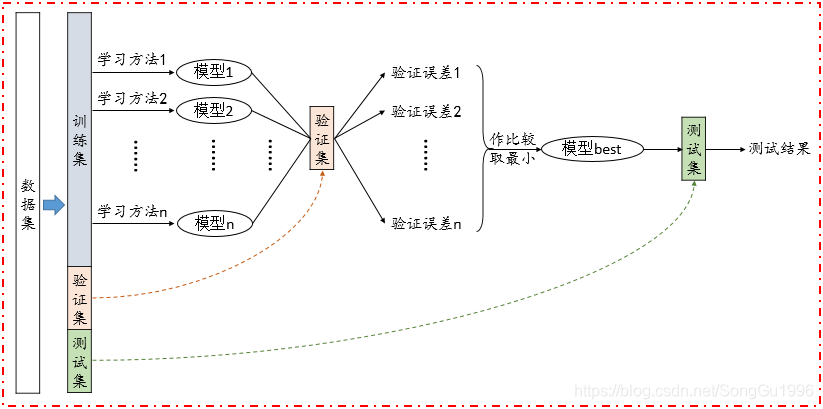 数据集
训练集
验证集
测试集
学习方法1
模型1
学习方法2
模型2
学习方法n
模型n
验证集
验证误差1
验证误差2
验证误差n
作比较
取最小
模型best
测试集
测试结果
https://blog.csdn.net/SongGu1996